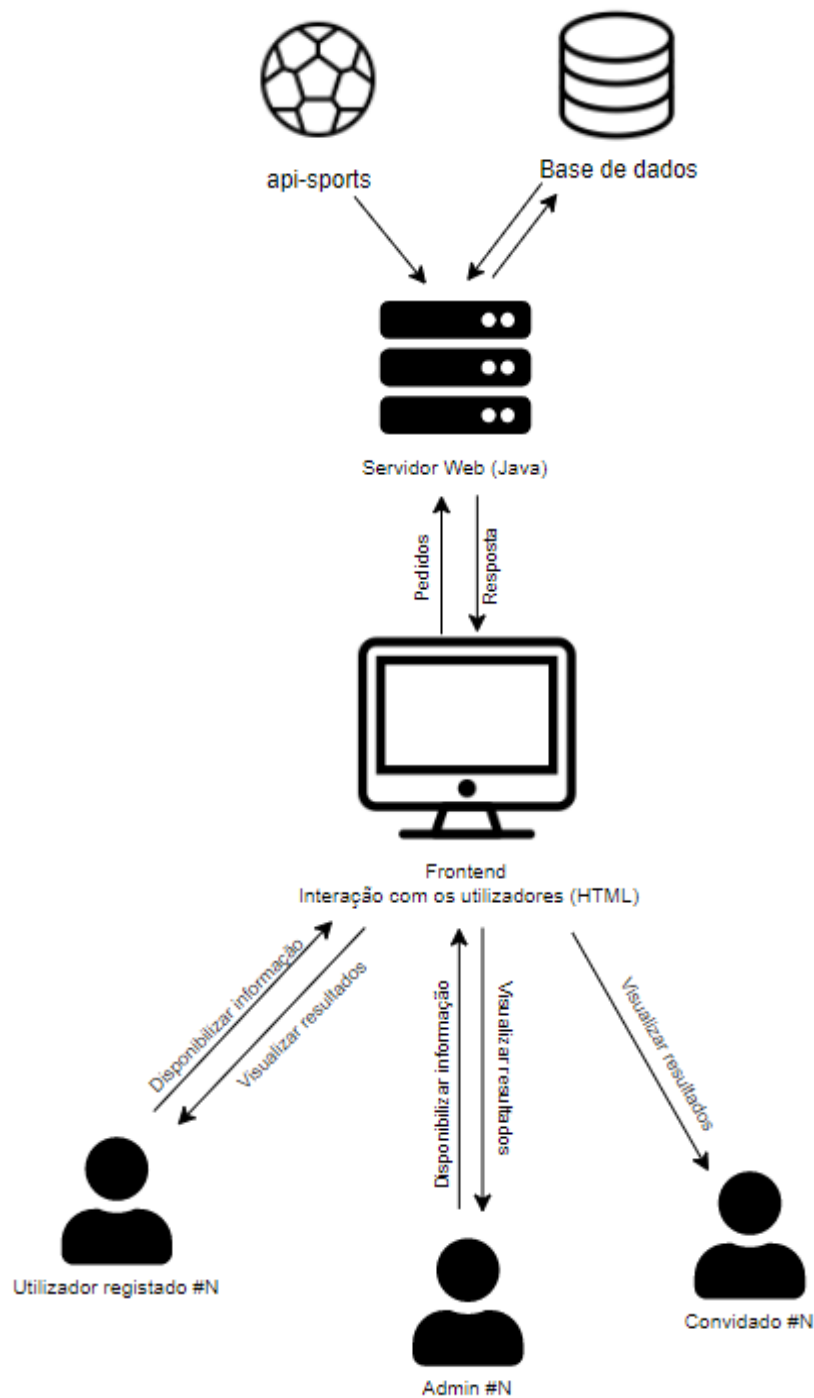 api-sports
Base de dados
Servidor Web (Java)
Pedidos
Resposta
Frontend
Interação com os utilizadores (HTML)
Disponibilizar informação
Visualizar resultados
Disponibilizar informação
Visualizar resultados
Visualizar resultados
Utilizador registado #N
Admin #N
Convidado #N